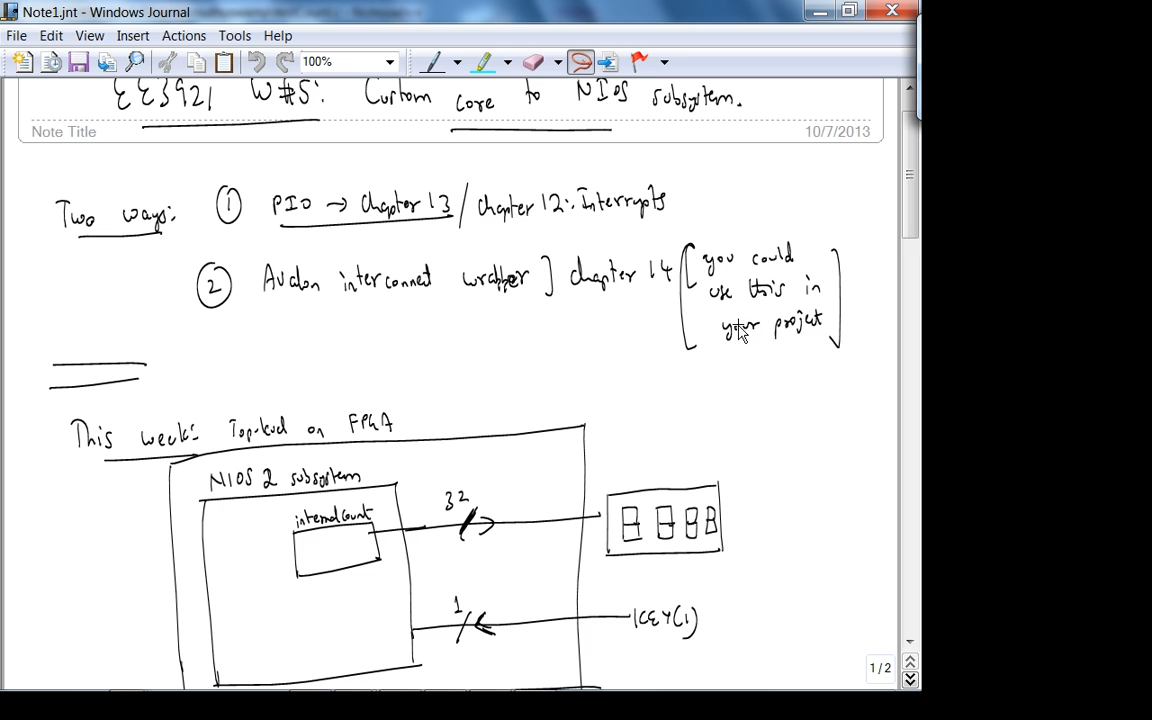 Note1.jnt - Windows Journal
File Edit View Insert Actions Tools Help
100%
EE3921 W#5: Custom core to NIOS subsystem.
Note Title
10/7/2013
Two ways: ① PIO → Chapter 13 / chapter 12: Interrupts
② Avalon interconnect wrapper ] chapter 14 [ you could
use this in
your project ]
This week: Top-level on FPGA
NIOS 2 subsystem
internalCount
32
1
KEY(1)
1 / 2